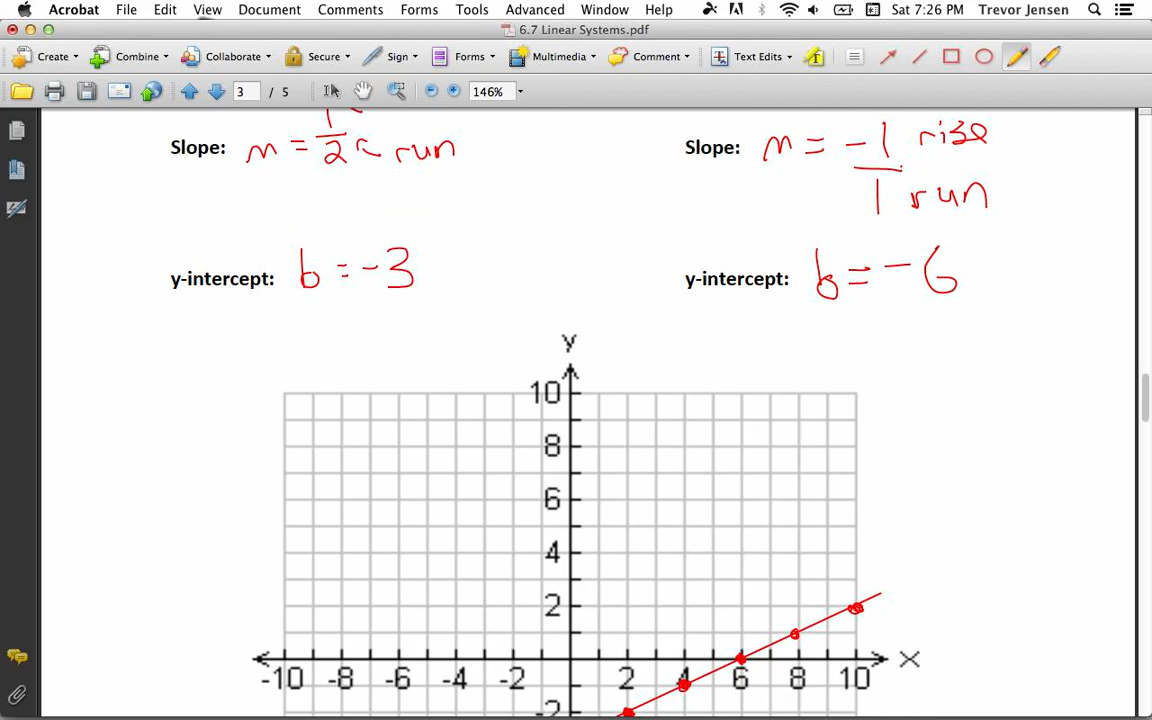 Acrobat File Edit View Document Comments Forms Tools Advanced Window Help Sat 7:26 PM Trevor Jensen
6.7 Linear Systems.pdf
Create Combine Collaborate Secure Sign Forms Multimedia Comment Text Edits
3 / 5 146%
Slope: m = 1/2 run
Slope: m = -1 rise
1 run
y-intercept: b = -3
y-intercept: b = -6
y
10
8
6
4
2
-10 -8 -6 -4 -2 2 4 6 8 10 X
-2